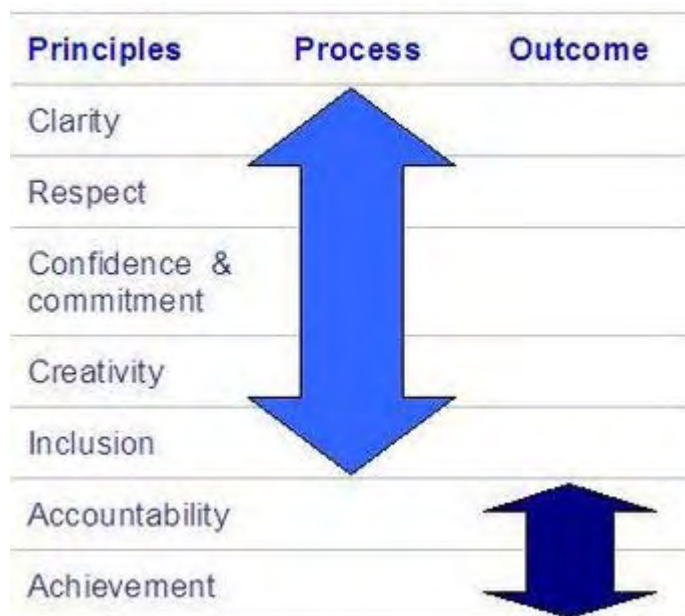 Principles Process Outcome
Clarity
Respect
Confidence &
commitment
Creativity
Inclusion
Accountability
Achievement